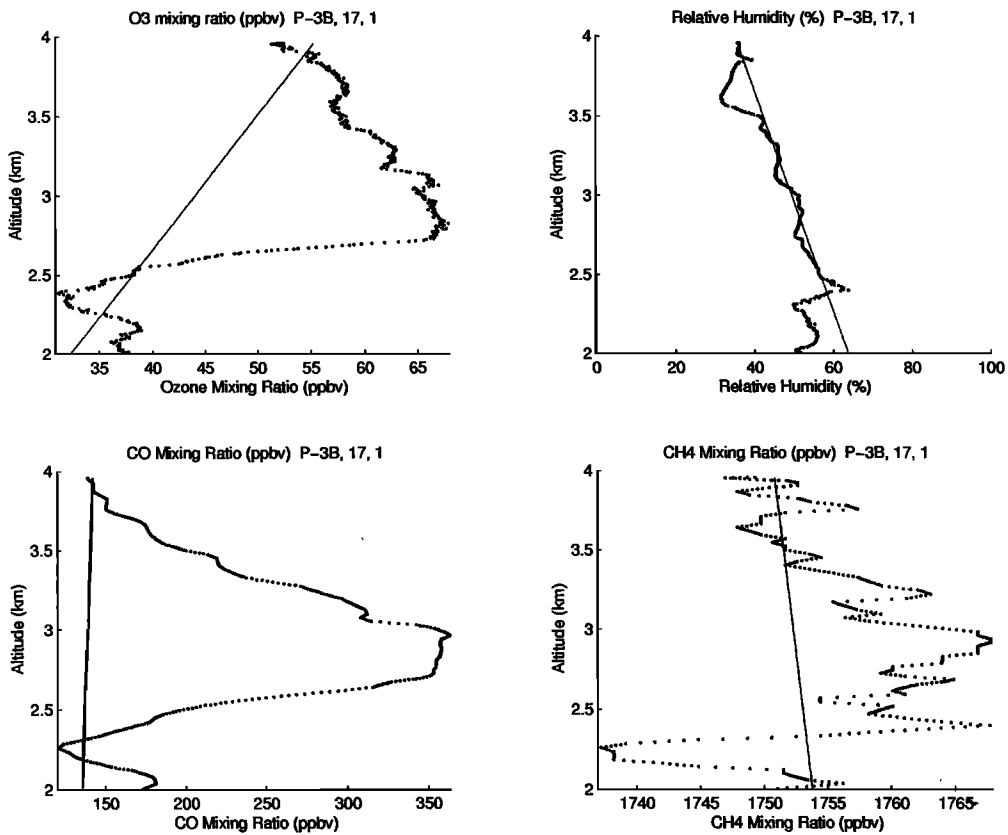 O3 mixing ratio (ppbv) P-3B, 17, 1
4
3.5
3
2.5
2
Altitude (km)
35 40 45 50 55 60 65
Ozone Mixing Ratio (ppbv)
Relative Humidity (%) P-3B, 17, 1
4
3.5
3
2.5
2
Altitude (km)
0 20 40 60 80 100
Relative Humidity (%)
CO Mixing Ratio (ppbv) P-3B, 17, 1
4
3.5
3
2.5
2
Altitude (km)
150 200 250 300 350
CO Mixing Ratio (ppbv)
CH4 Mixing Ratio (ppbv) P-3B, 17, 1
4
3.5
3
2.5
2
Altitude (km)
1740 1745 1750 1755 1760 1765
CH4 Mixing Ratio (ppbv)